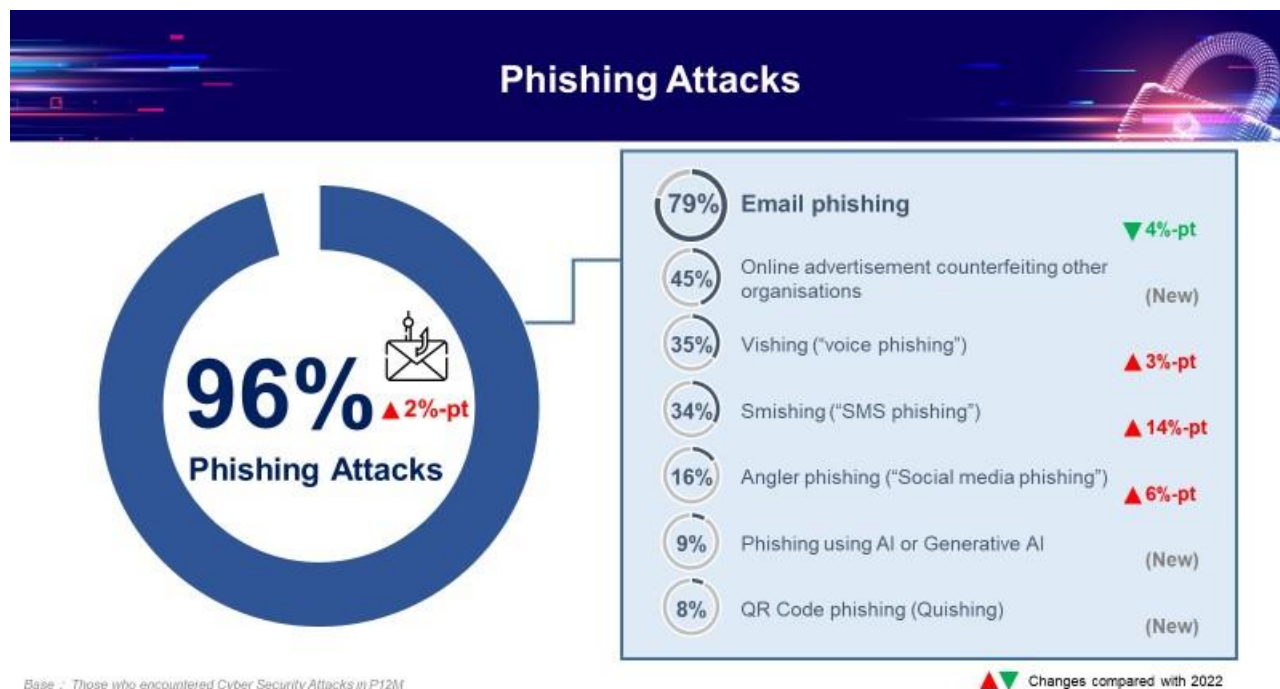 Phishing Attacks
96%
▲2%-pt
Phishing Attacks
79% Email phishing
▼4%-pt
45% Online advertisement counterfeiting other
organisations
(New)
35% Vishing (“voice phishing”)
▲3%-pt
34% Smishing (“SMS phishing”)
▲14%-pt
16% Angler phishing (“Social media phishing”)
▲6%-pt
9% Phishing using AI or Generative AI
(New)
8% QR Code phishing (Quishing)
(New)
Base : Those who encountered Cyber Security Attacks in P12M
▲▼ Changes compared with 2022